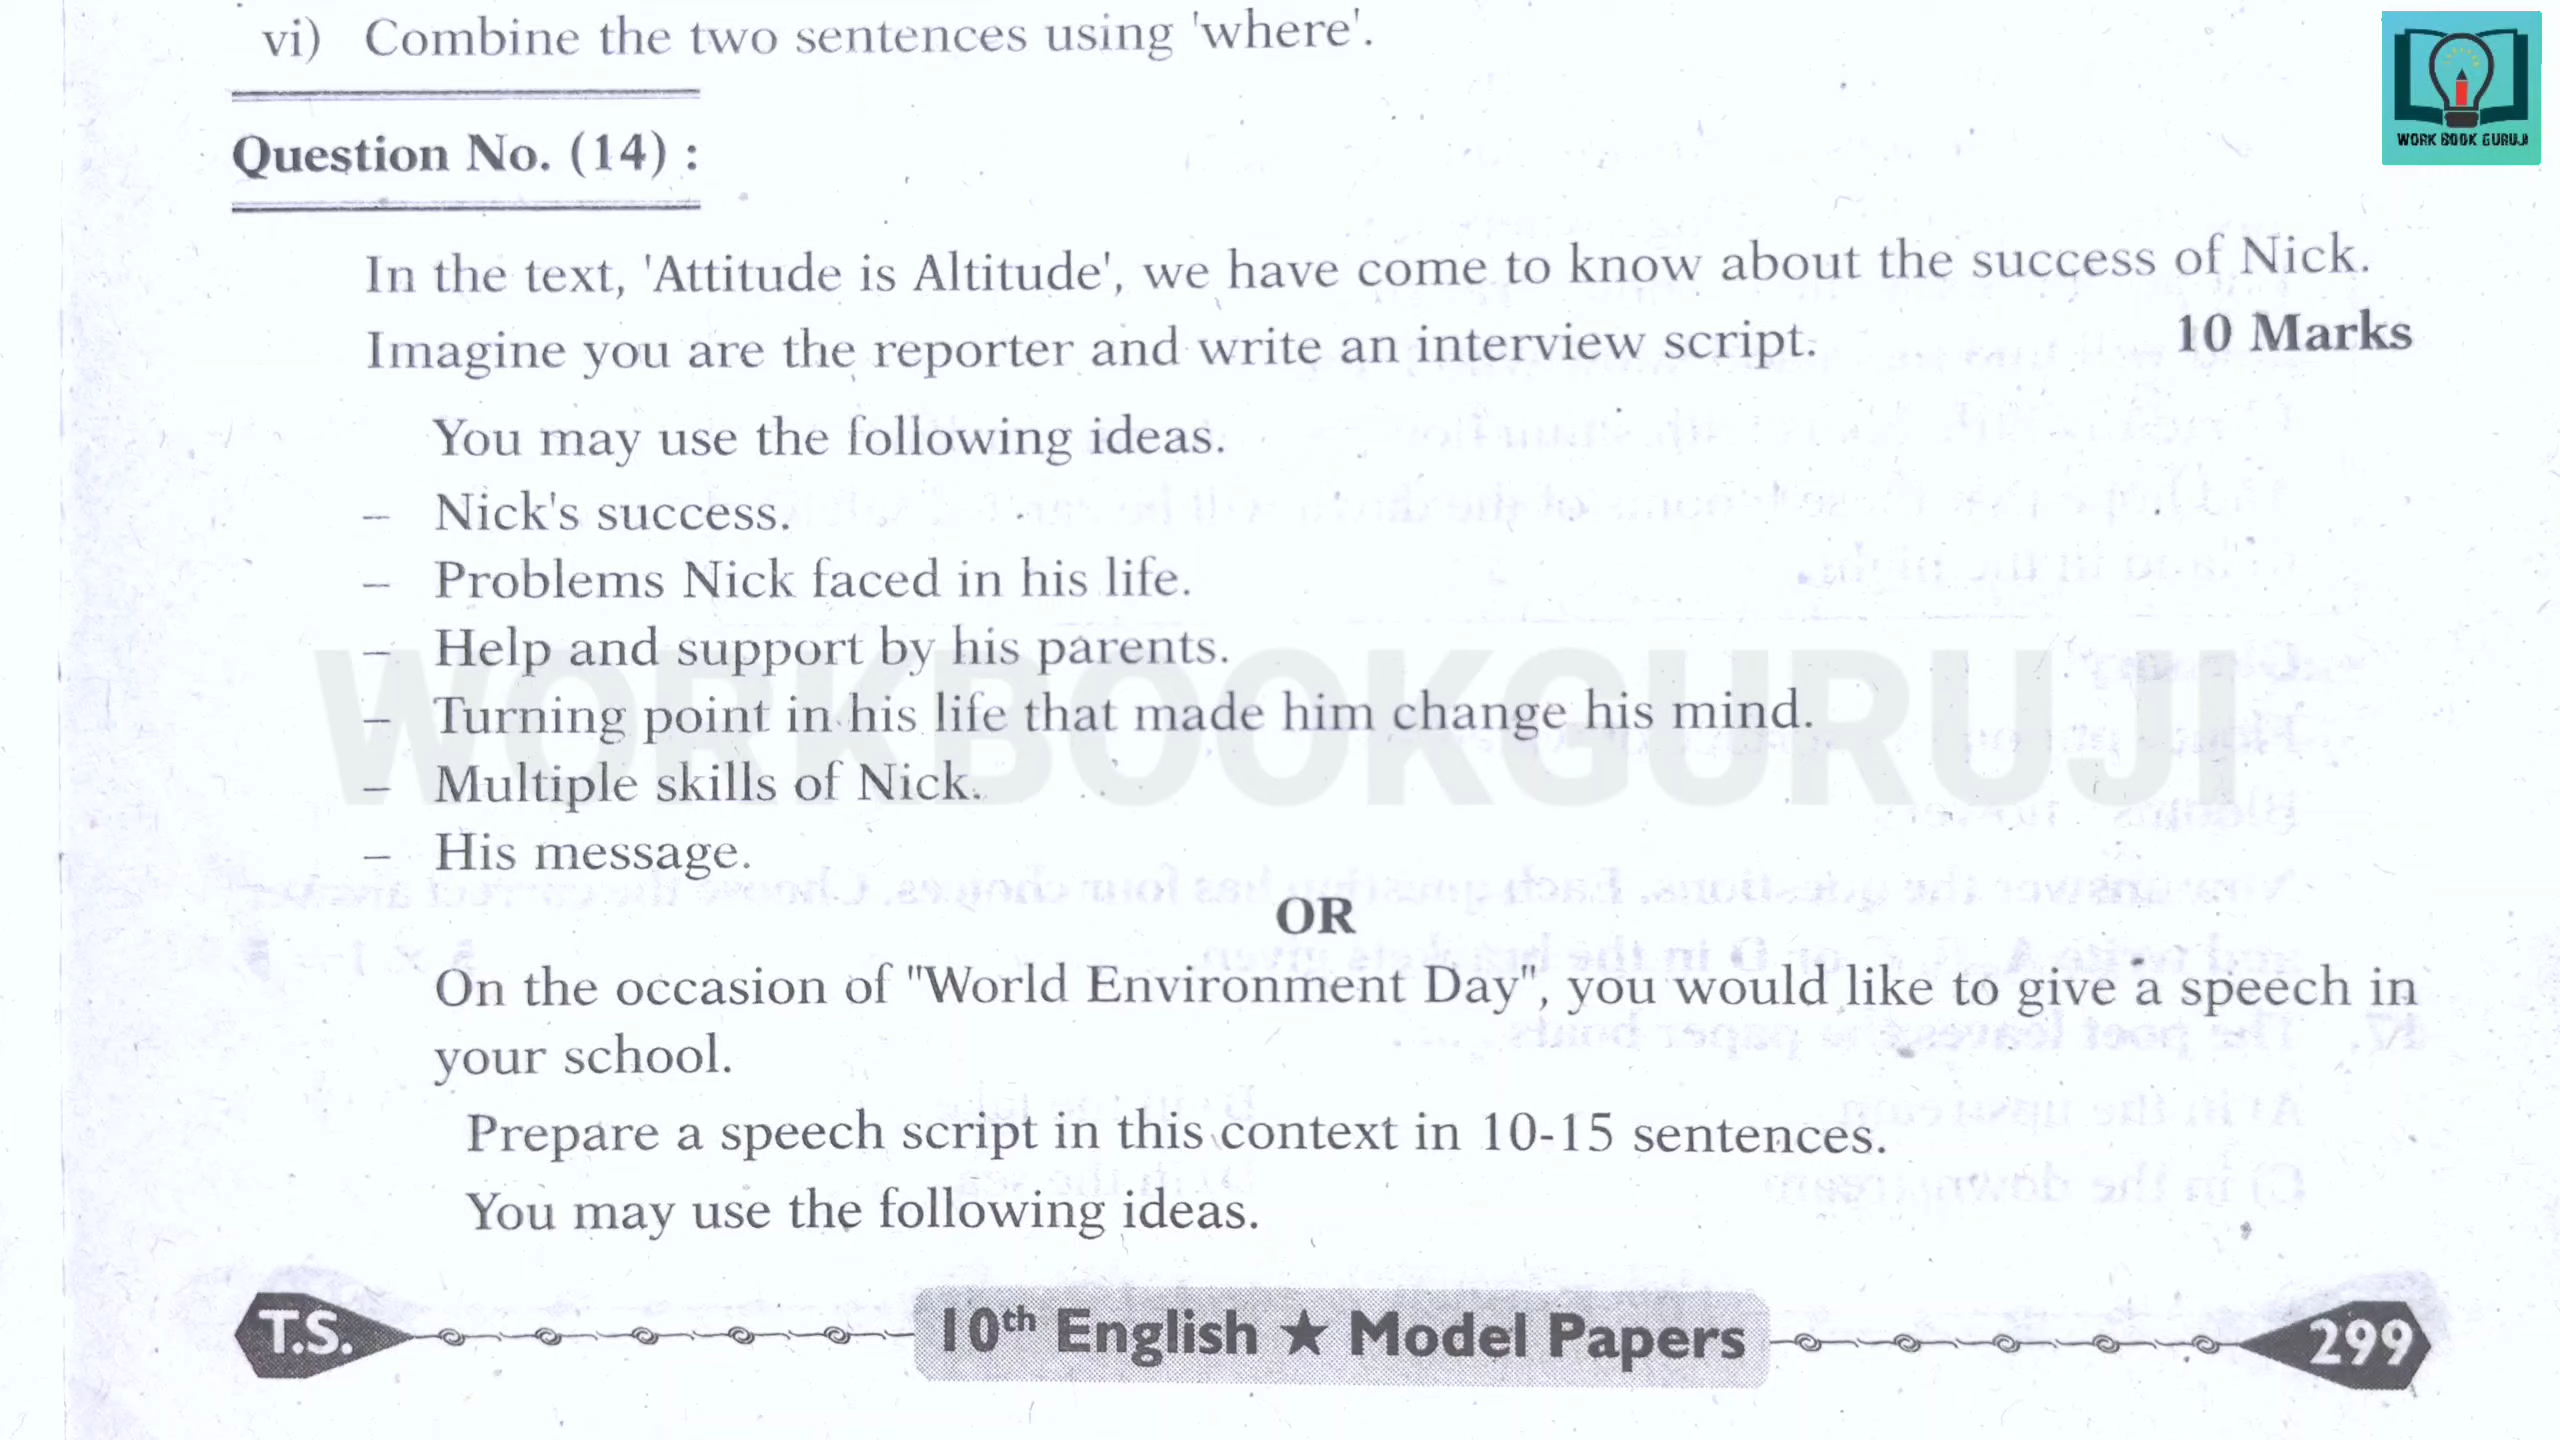 vi) Combine the two sentences using 'where'.
WORK BOOK GURUJI
Question No. (14) :
In the text, 'Attitude is Altitude', we have come to know about the success of Nick.
Imagine you are the reporter and write an interview script. 10 Marks
You may use the following ideas.
– Nick's success.
– Problems Nick faced in his life.
– Help and support by his parents.
– Turning point in his life that made him change his mind.
WORKBOOKGURUJI
– Multiple skills of Nick.
– His message.
OR
On the occasion of "World Environment Day", you would like to give a speech in
your school.
Prepare a speech script in this context in 10-15 sentences.
You may use the following ideas.
T.S. 10th English ★ Model Papers 299